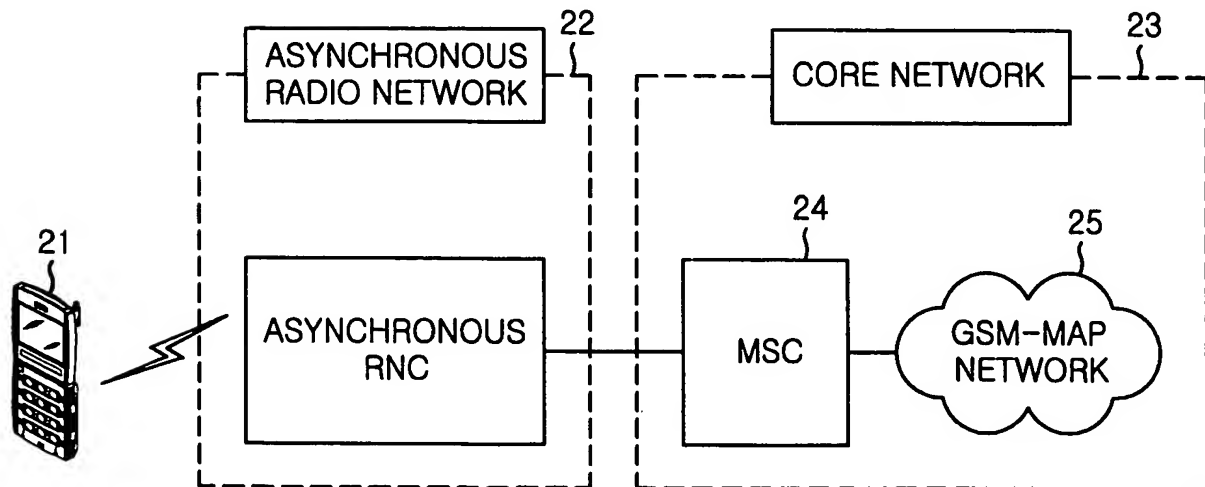 ASYNCHRONOUS
RADIO NETWORK
22
CORE NETWORK
23
21
ASYNCHRONOUS
RNC
24
MSC
25
GSM-MAP
NETWORK